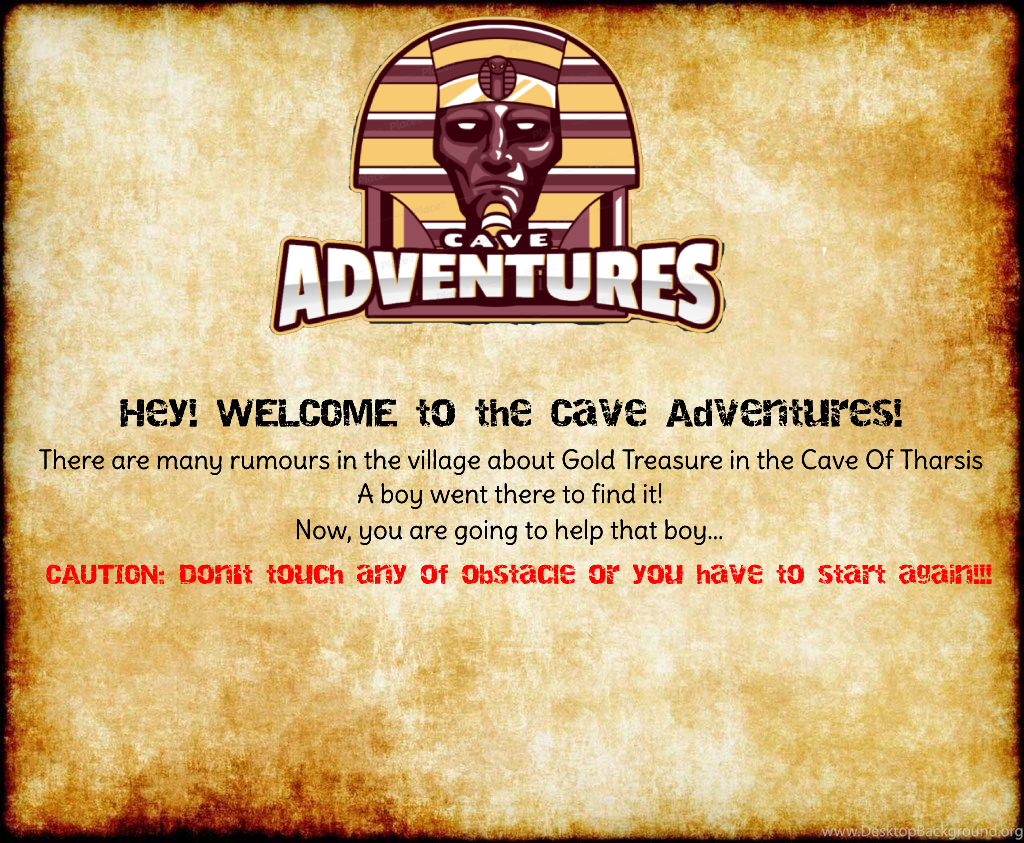 CAVE
ADVENTURES
Hey! WELCOME to the cave Adventures!
There are many rumours in the village about Gold Treasure in the Cave Of Tharsis
A boy went there to find it!
Now, you are going to help that boy...
CAUTION: Donit touch any of obstacle or you have to start again!!!
www.DesktopBackground.org